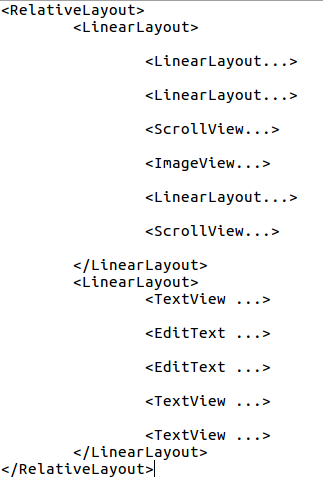 <RelativeLayout>
<LinearLayout>
<LinearLayout...>
<LinearLayout...>
<ScrollView...>
<ImageView...>
<LinearLayout...>
<ScrollView...>
</LinearLayout>
<LinearLayout>
<TextView ...>
<EditText ...>
<EditText ...>
<TextView ...>
<TextView ...>
</LinearLayout>
</RelativeLayout>